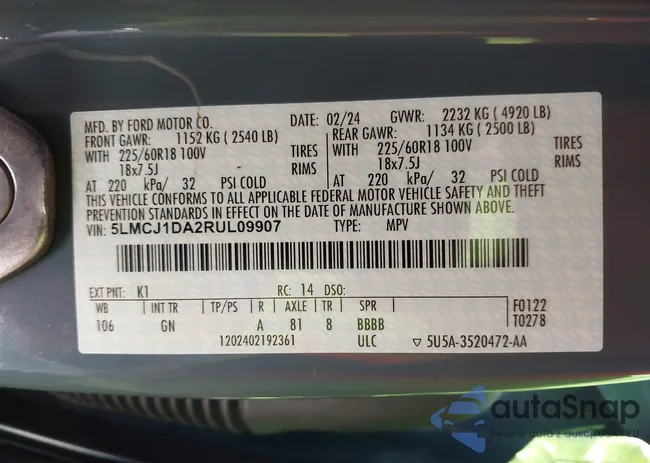 MFD. BY FORD MOTOR CO. DATE: 02/24 GVWR: 2232 KG (4920 LB)
FRONT GAWR: 1152 KG (2540 LB) REAR GAWR: 1134 KG (2500 LB)
WITH 225/60R18 100V TIRES WITH 225/60R18 100V TIRES
18x7.5J RIMS 18x7.5J RIMS
AT 220 kPa/ 32 PSI COLD AT 220 kPa/ 32 PSI COLD
THIS VEHICLE CONFORMS TO ALL APPLICABLE FEDERAL MOTOR VEHICLE SAFETY AND THEFT
PREVENTION STANDARDS IN EFFECT ON THE DATE OF MANUFACTURE SHOWN ABOVE.
VIN: 5LMCJ1DA2RUL09907 TYPE: MPV
EXT PNT: K1 RC: 14 DSO:
WB INT TR TP/PS R AXLE TR SPR F0122
106 GN A 81 8 BBBB T0278
1202402192361 ULC ▽ 5U5A-3520472-AA
autaSnap
Pewne auta z aukcji USA i EU